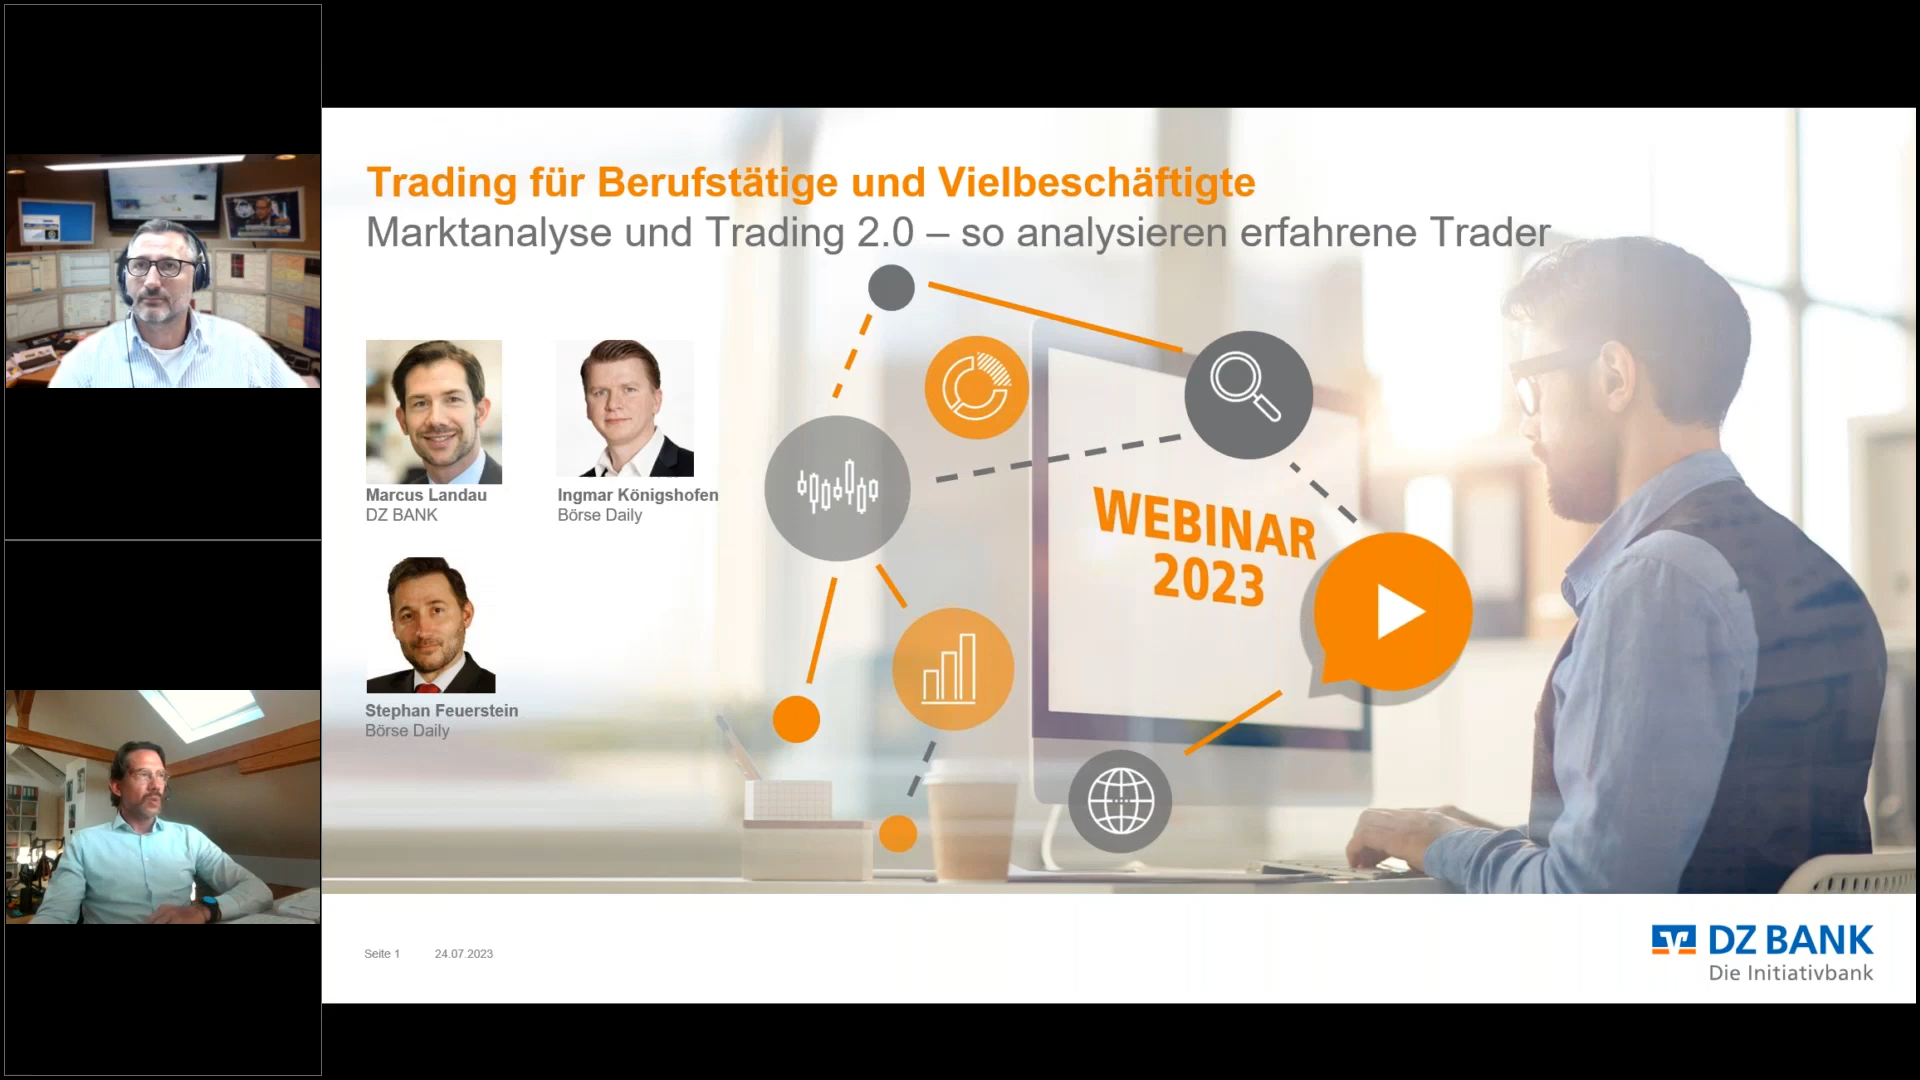 Trading für Berufstätige und Vielbeschäftigte
Marktanalyse und Trading 2.0 – so analysieren erfahrene Trader
Marcus Landau
DZ BANK
Ingmar Königshofen
Börse Daily
Stephan Feuerstein
Börse Daily
WEBINAR
2023
Seite 1
24.07.2023
DZ BANK
Die Initiativbank